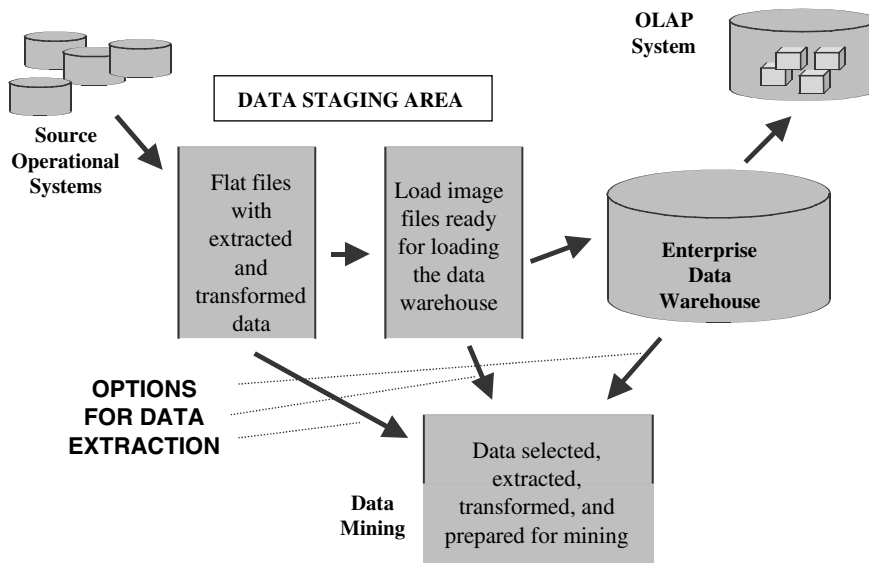 OLAP
System
DATA STAGING AREA
Source
Operational
Systems
Flat files
with
extracted
and
transformed
data
Load image
files ready
for loading
the data
warehouse
Enterprise
Data
Warehouse
OPTIONS
FOR DATA
EXTRACTION
Data
Mining
Data selected,
extracted,
transformed, and
prepared for mining